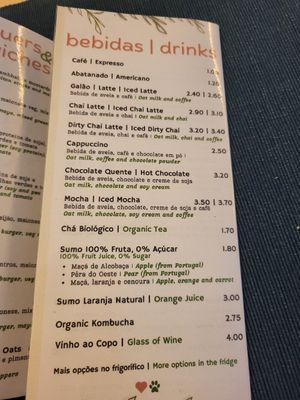 bebidas | drinks
Café | Espresso 1.00
Abatanado | Americano 1.20
Galão | Latte | Iced Latte 2.40 | 2.60
Bebida de aveia e café | Oat milk and coffee
Chai Latte | Iced Chai Latte 2.90 | 3.10
Bebida de aveia e chai | Oat milk and chai
Dirty Chai Latte | Iced Dirty Chai 3.20 | 3.40
Bebida de aveia, chai e café | Oat milk, chai and coffee
Cappuccino 2.50
Bebida de aveia, café e chocolate em pó |
Oat milk, coffee and chocolate powder
Chocolate Quente | Hot Chocolate 3.20
Bebida de aveia, chocolate e creme de soja
Oat milk, chocolate and soy cream
Mocha | Iced Mocha 3.50 | 3.70
Bebida de aveia, chocolate, creme de soja e café
Oat milk, chocolate, soy cream and coffee
Chá Biológico | Organic Tea 1.70
Sumo 100% Fruta, 0% Açúcar 1.80
100% Fruit Juice, 0% Sugar
• Maçã de Alcobaça | Apple (from Portugal)
• Pêra do Oeste | Pear (from Portugal)
• Maçã, laranja e cenoura | Apple, orange and carrot
Sumo Laranja Natural | Orange Juice 3.00
Organic Kombucha 2.75
Vinho ao Copo | Glass of Wine 4.00
Mais opções no frigorífico | More options in the fridge